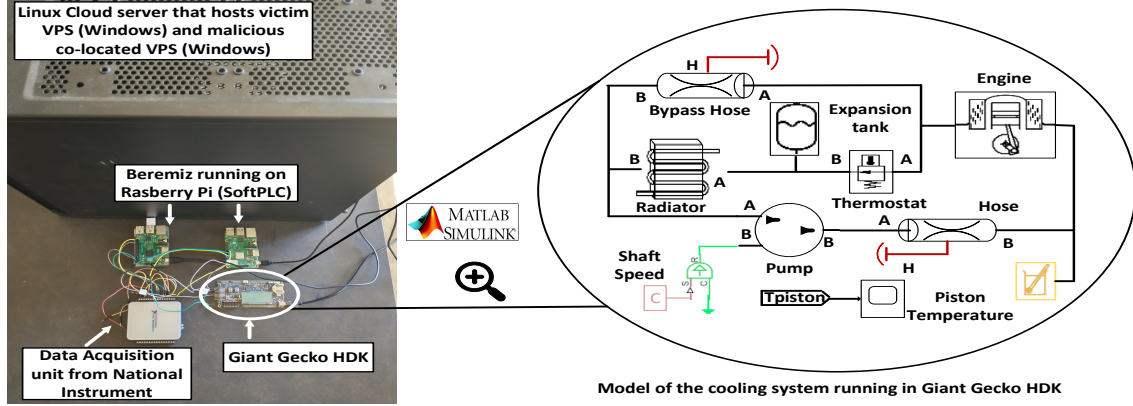 Linux Cloud server that hosts victim
VPS (Windows) and malicious
co-located VPS (Windows)
Beremiz running on
Rasberry Pi (SoftPLC)
Data Acquisition
unit from National
Instrument
Giant Gecko HDK
MATLAB
SIMULINK
H
B
A
Bypass Hose
Expansion
tank
Engine
B
A
Radiator
B
A
Thermostat
A
B
B
Pump
A
Hose
B
H
Shaft
Speed
R
S
C
C
Tpiston
Piston
Temperature
Model of the cooling system running in Giant Gecko HDK